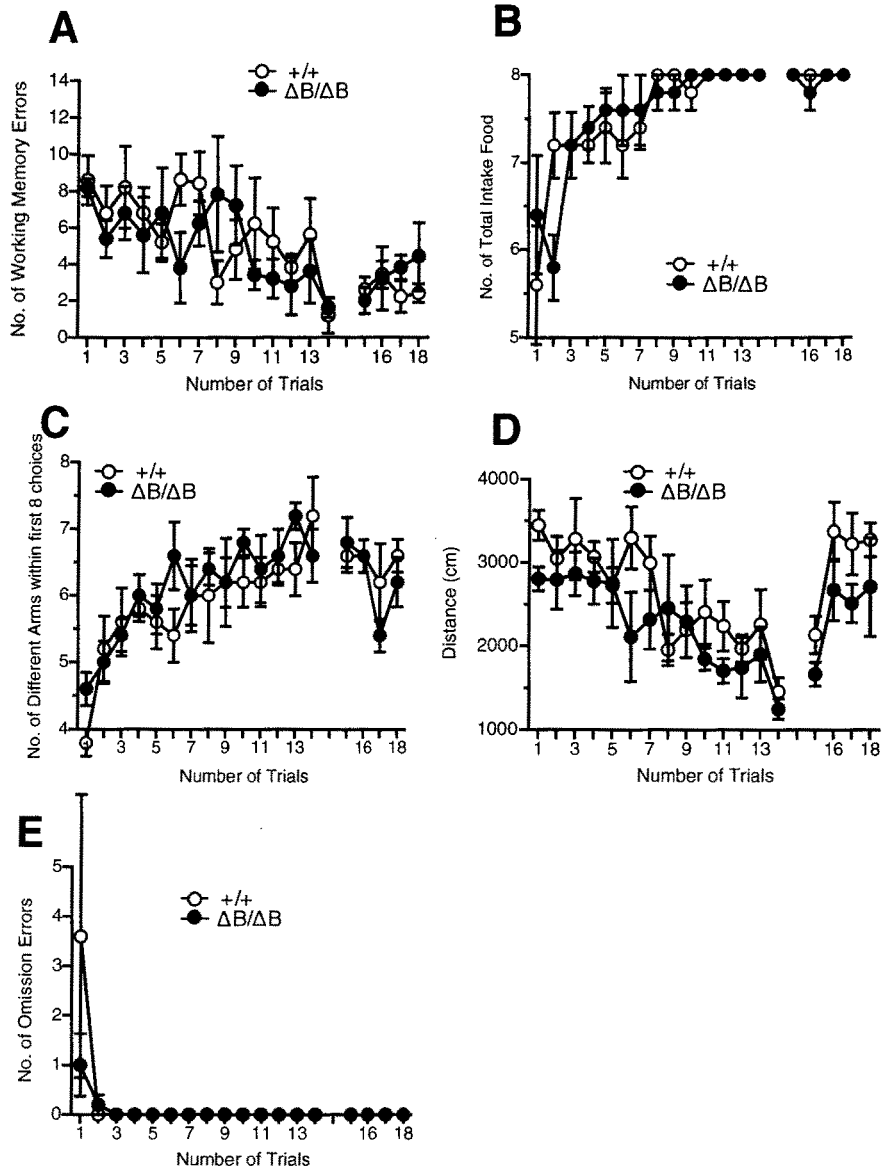 A
+/+
ΔB/ΔB
No. of Working Memory Errors
14
12
10
8
6
4
2
0
1 3 5 7 9 11 13 16 18
Number of Trials
B
No. of Total Intake Food
8
7
6
5
+/+
ΔB/ΔB
1 3 5 7 9 11 13 16 18
Number of Trials
C
No. of Different Arms within first 8 choices
8
7
6
5
4
+/+
ΔB/ΔB
1 3 5 7 9 11 13 16 18
Number of Trials
D
Distance (cm)
4000
3000
2000
1000
+/+
ΔB/ΔB
1 3 5 7 9 11 13 16 18
Number of Trials
E
No. of Omission Errors
5
4
3
2
1
0
+/+
ΔB/ΔB
1 3 5 7 9 11 13 16 18
Number of Trials